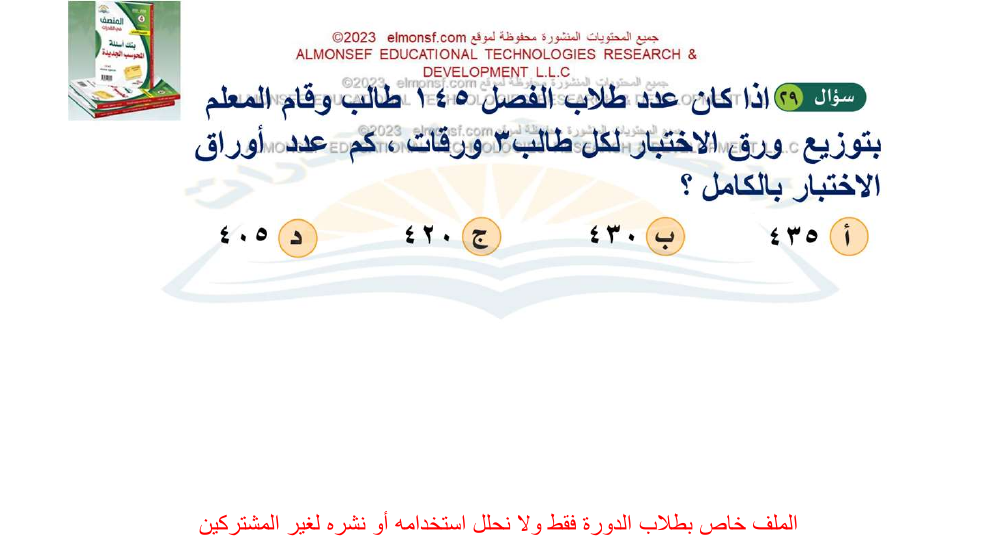 جميع المحتويات المنشورة محفوظة لموقع elmonsf.com ©2023
ALMONSEF EDUCATIONAL TECHNOLOGIES RESEARCH &
DEVELOPMENT L.L.C
المنصف
بنك أسئلة
المحوسب الجديدة
سؤال ٢٩ اذا كان عدد طلاب الفصل ١٤٥ طالب وقام المعلم
بتوزيع ورق الاختبار لكل طالب٣ ورقات ، كم عدد أوراق
الاختبار بالكامل ؟
أ ٤٣٥ ب ٤٣٠ ج ٤٢٠ د ٤٠٥
الملف خاص بطلاب الدورة فقط ولا نحلل استخدامه أو نشره لغير المشتركين